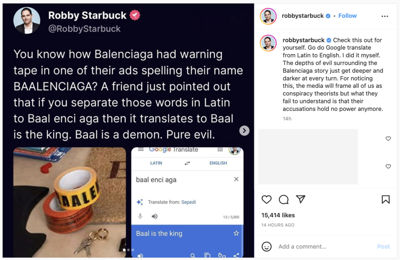 Robby Starbuck
@RobbyStarbuck
You know how Balenciaga had warning
tape in one of their ads spelling their name
BAALENCIAGA? A friend just pointed out
that if you separate those words in Latin
to Baal enci aga then it translates to Baal
is the king. Baal is a demon. Pure evil.
BAALE
Google Translate
LATIN
ENGLISH
baal enci aga
Translate from: Sepedi
Baal is the king
robbystarbuck • Follow
robbystarbuck Check this out for
yourself. Go do Google translate
from Latin to English. I did it myself.
The depths of evil surrounding the
Balenciaga story just get deeper and
darker at every turn. For noticing
this, the media will frame all of us as
conspiracy theorists but what they
fail to understand is that their
accusations hold no power anymore.
14h
15,414 likes
14 HOURS AGO
Add a comment...
Post